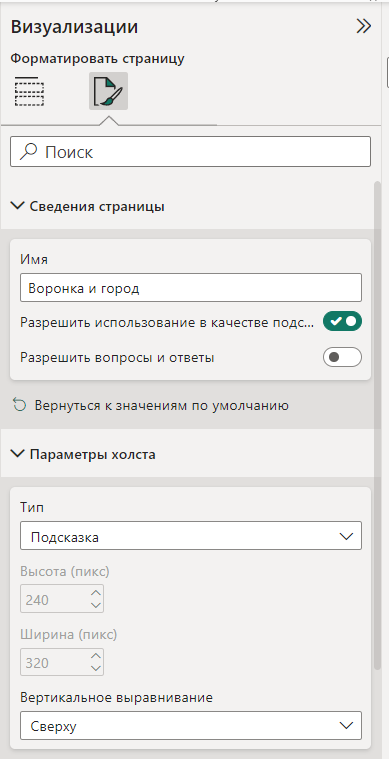 Визуализации
Форматировать страницу
Поиск
Сведения страницы
Имя
Воронка и город
Разрешить использование в качестве подс...
Разрешить вопросы и ответы
Вернуться к значениям по умолчанию
Параметры холста
Тип
Подсказка
Высота (пикс)
240
Ширина (пикс)
320
Вертикальное выравнивание
Сверху